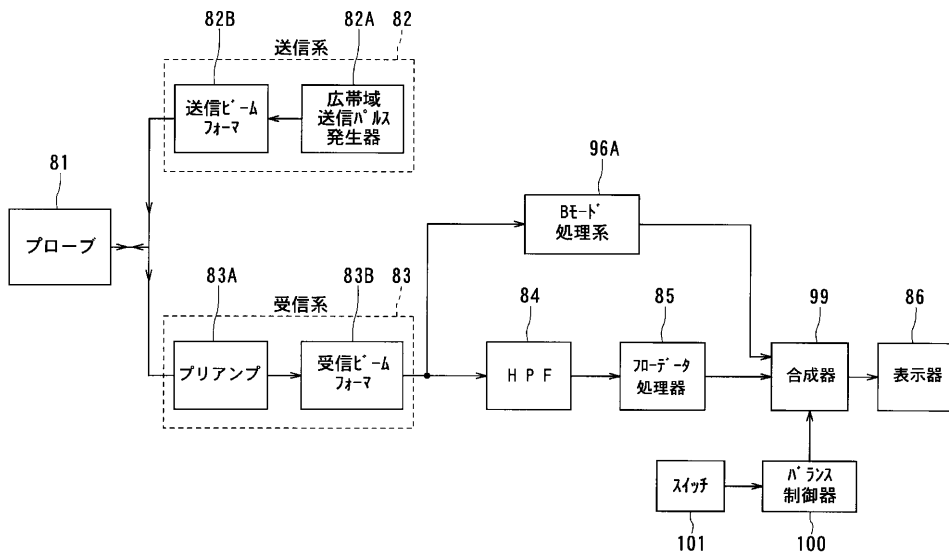 82B
82A
82
送信系
送信ビーム
フォーマ
広帯域
送信パルス
発生器
81
プローブ
96A
Bモード
処理系
83A
83B
83
受信系
プリアンプ
受信ビーム
フォーマ
84
HPF
85
フローデータ
処理器
99
合成器
86
表示器
スイッチ
101
バランス
制御器
100